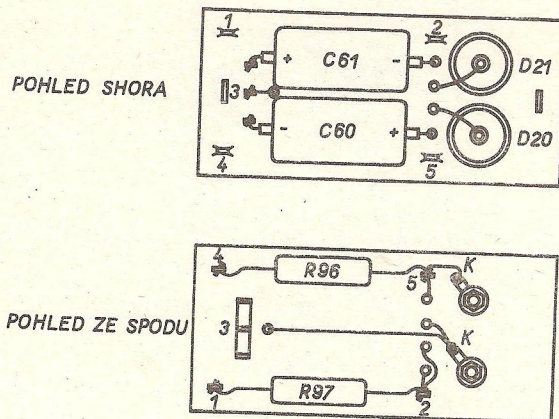 1 2
+ C61 - D21
POHLED SHORA
3
- C60 + D20
4 5
4 R96 5 K
POHLED ZE SPODU 3 K
1 R97 2